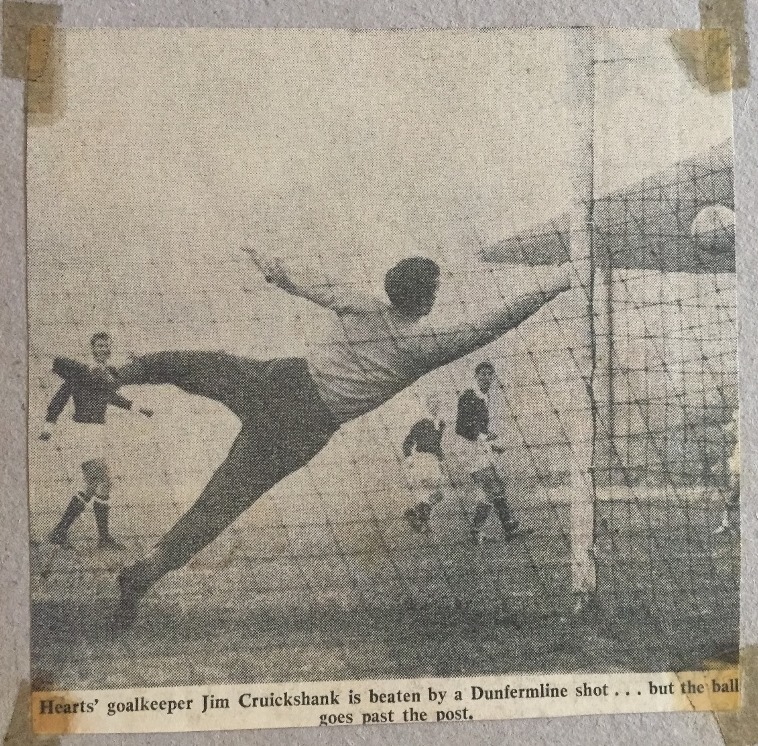 Hearts' goalkeeper Jim Cruickshank is beaten by a Dunfermline shot . . . but the ball
goes past the post.